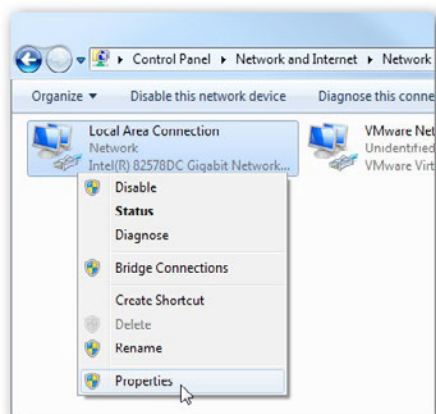 Control Panel ▸ Network and Internet ▸ Network
Organize ▾ Disable this network device Diagnose this conne
Local Area Connection
Network
Intel(R) 82578DC Gigabit Network...
VMware Net
Unidentified
VMware Virt
Disable
Status
Diagnose
Bridge Connections
Create Shortcut
Delete
Rename
Properties